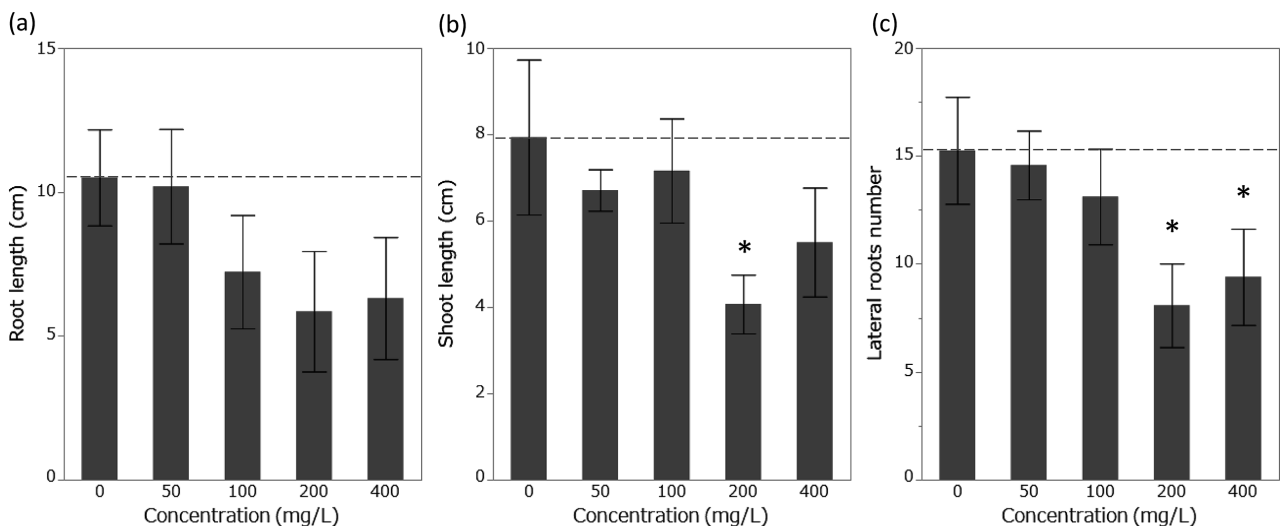 (a)
15
10
5
0
Root length (cm)
0 50 100 200 400
Concentration (mg/L)
(b)
10
8
6
4
2
0
Shoot length (cm)
*
0 50 100 200 400
Concentration (mg/L)
(c)
20
15
10
5
0
Lateral roots number
*
*
0 50 100 200 400
Concentration (mg/L)